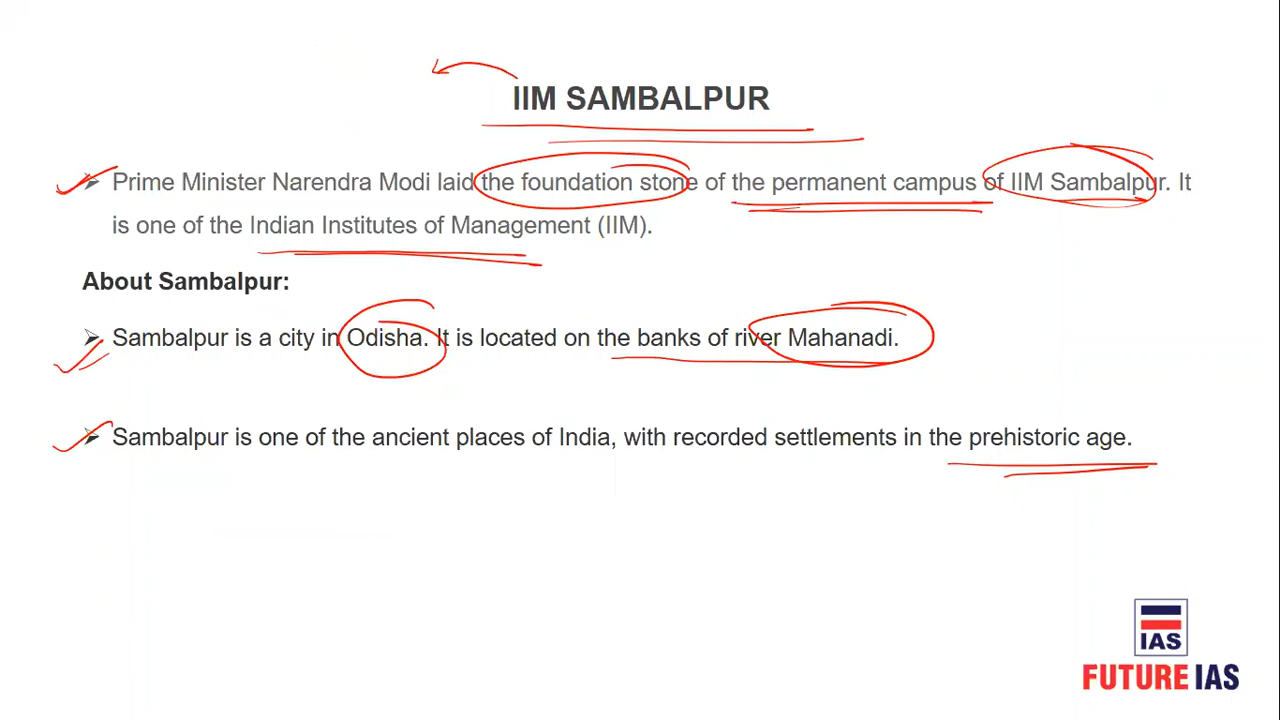 IIM SAMBALPUR
Prime Minister Narendra Modi laid the foundation stone of the permanent campus of IIM Sambalpur. It
is one of the Indian Institutes of Management (IIM).
About Sambalpur:
Sambalpur is a city in Odisha. It is located on the banks of river Mahanadi.
Sambalpur is one of the ancient places of India, with recorded settlements in the prehistoric age.
IAS
FUTURE IAS